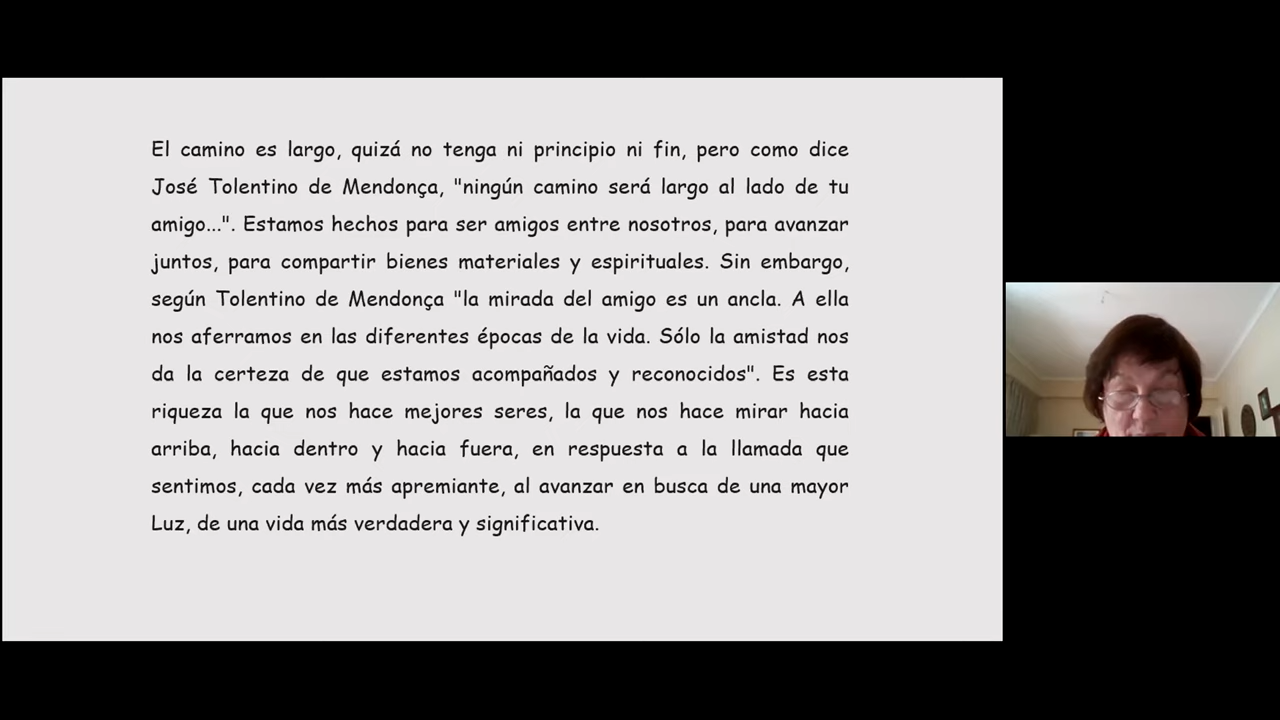 El camino es largo, quizá no tenga ni principio ni fin, pero como dice
José Tolentino de Mendonça, "ningún camino será largo al lado de tu
amigo...". Estamos hechos para ser amigos entre nosotros, para avanzar
juntos, para compartir bienes materiales y espirituales. Sin embargo,
según Tolentino de Mendonça "la mirada del amigo es un ancla. A ella
nos aferramos en las diferentes épocas de la vida. Sólo la amistad nos
da la certeza de que estamos acompañados y reconocidos". Es esta
riqueza la que nos hace mejores seres, la que nos hace mirar hacia
arriba, hacia dentro y hacia fuera, en respuesta a la llamada que
sentimos, cada vez más apremiante, al avanzar en busca de una mayor
Luz, de una vida más verdadera y significativa.